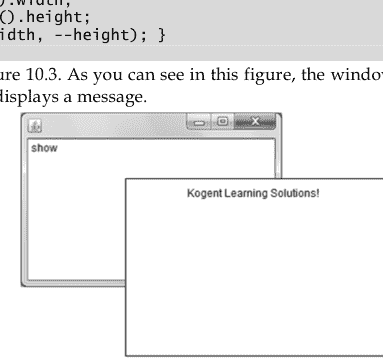 ).width;
().height;
idth, --height); }
ure 10.3. As you can see in this figure, the windo
displays a message.
show
Kogent Learning Solutions!